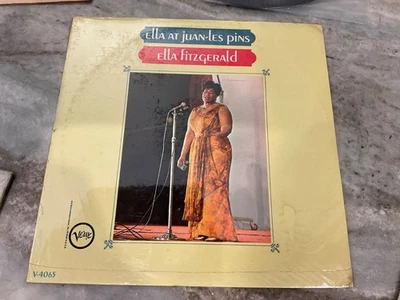 ella at juan-les pins
ella fitzgerald
Verve
V-4065